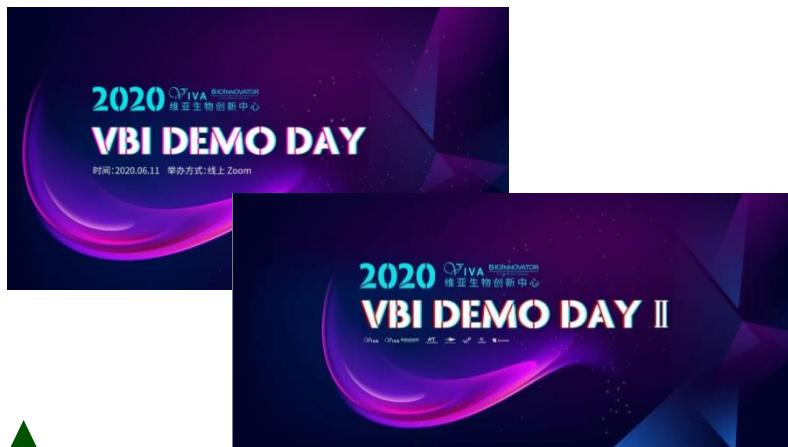 2020 VIVA BIOINNOVATOR
维亚生物创新中心
VBI DEMO DAY
时间:2020.06.11 举办方式:线上 Zoom
2020 VIVA BIOINNOVATOR
维亚生物创新中心
VBI DEMO DAY Ⅱ
VIVA VIVA